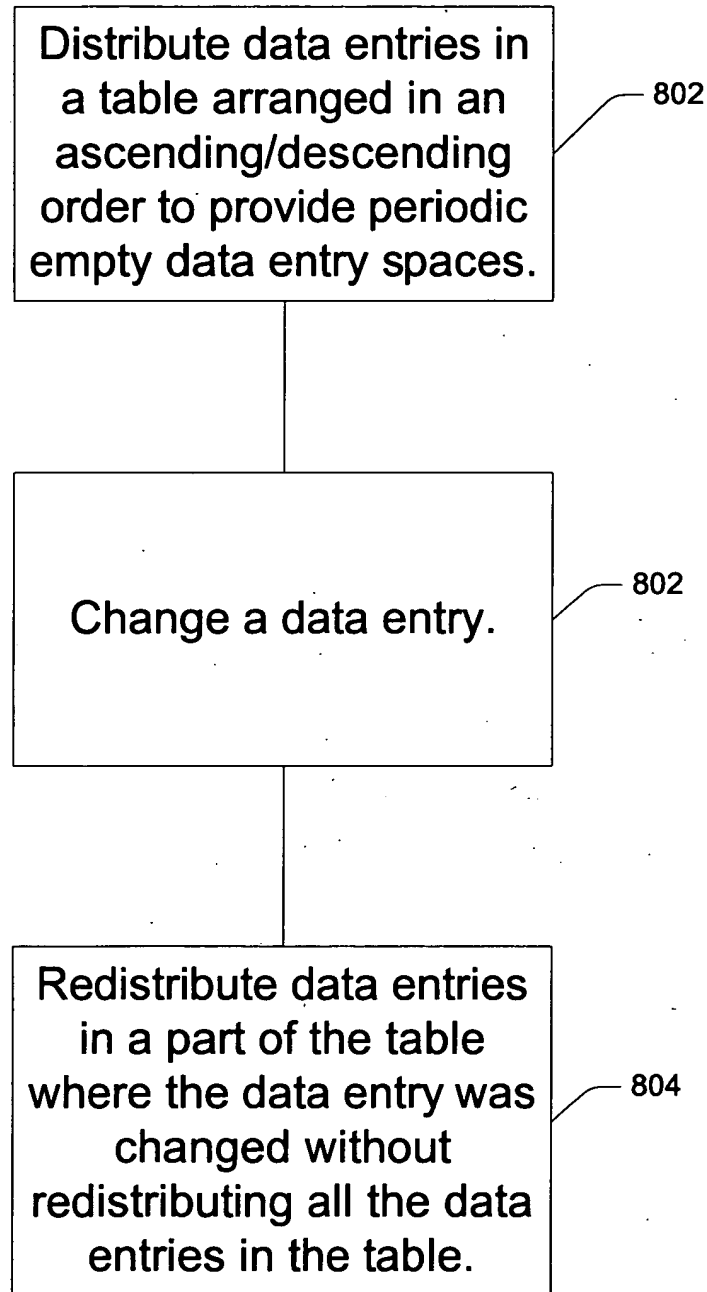 Distribute data entries in
a table arranged in an
ascending/descending
order to provide periodic
empty data entry spaces.
802
Change a data entry.
802
Redistribute data entries
in a part of the table
where the data entry was
changed without
redistributing all the data
entries in the table.
804